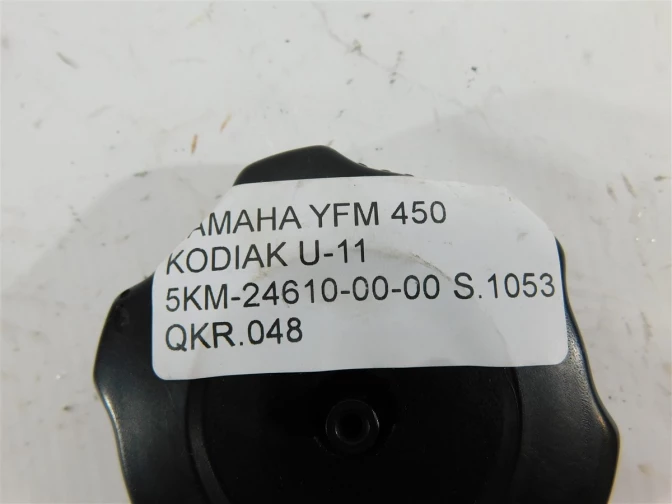 AMAHA YFM 450
KODIAK U-11
5KM-24610-00-00 S.1053
QKR.048